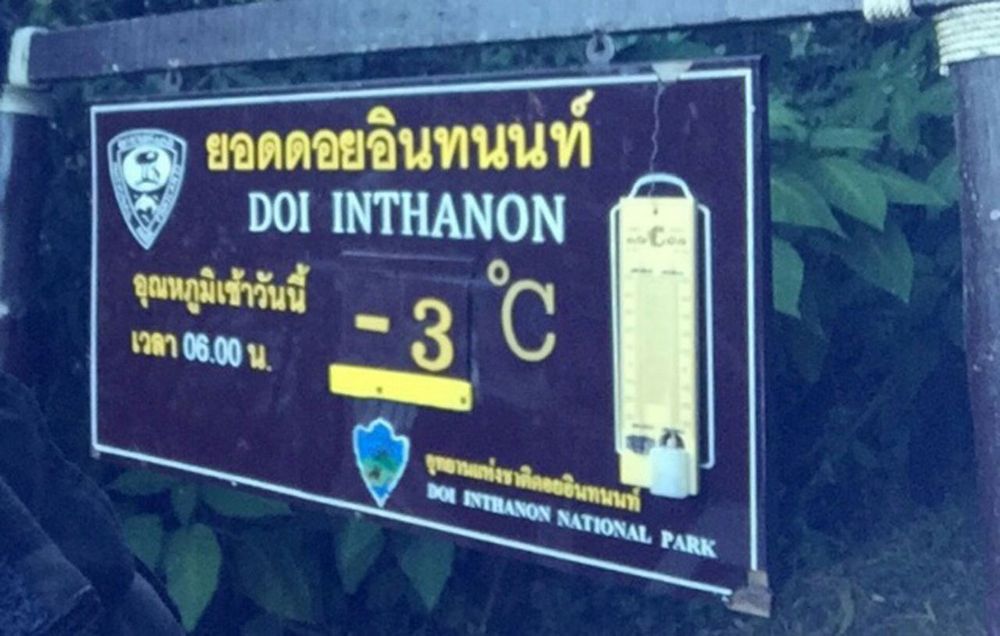 ยอดดอยอินทนนท์
DOI INTHANON
อุณหภูมิเช้าวันนี้
เวลา 06.00 น.
- 3 °C
อุทยานแห่งชาติดอยอินทนนท์
DOI INTHANON NATIONAL PARK